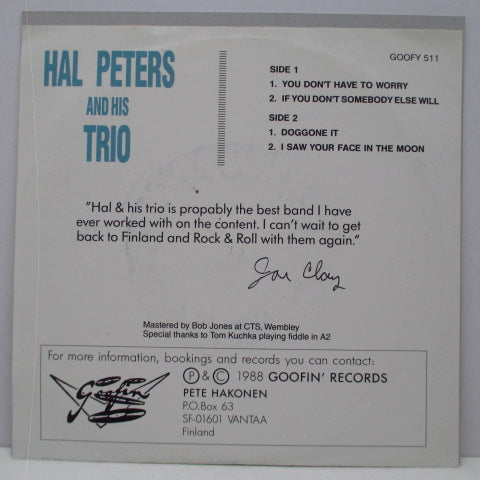 HAL PETERS
AND HIS
TRIO
GOOFY 511
SIDE 1
1. YOU DON'T HAVE TO WORRY
2. IF YOU DON'T SOMEBODY ELSE WILL
SIDE 2
1. DOGGONE IT
2. I SAW YOUR FACE IN THE MOON
"Hal & his trio is propably the best band I have
ever worked with on the content. I can't wait to get
back to Finland and Rock & Roll with them again."
Joe Clay
Mastered by Bob Jones at CTS, Wembley
Special thanks to Tom Kuchka playing fiddle in A2
For more information, bookings and records you can contact:
Goofin'
Ⓟ & © 1988 GOOFIN' RECORDS
PETE HAKONEN
P.O.Box 63
SF-01601 VANTAA
Finland